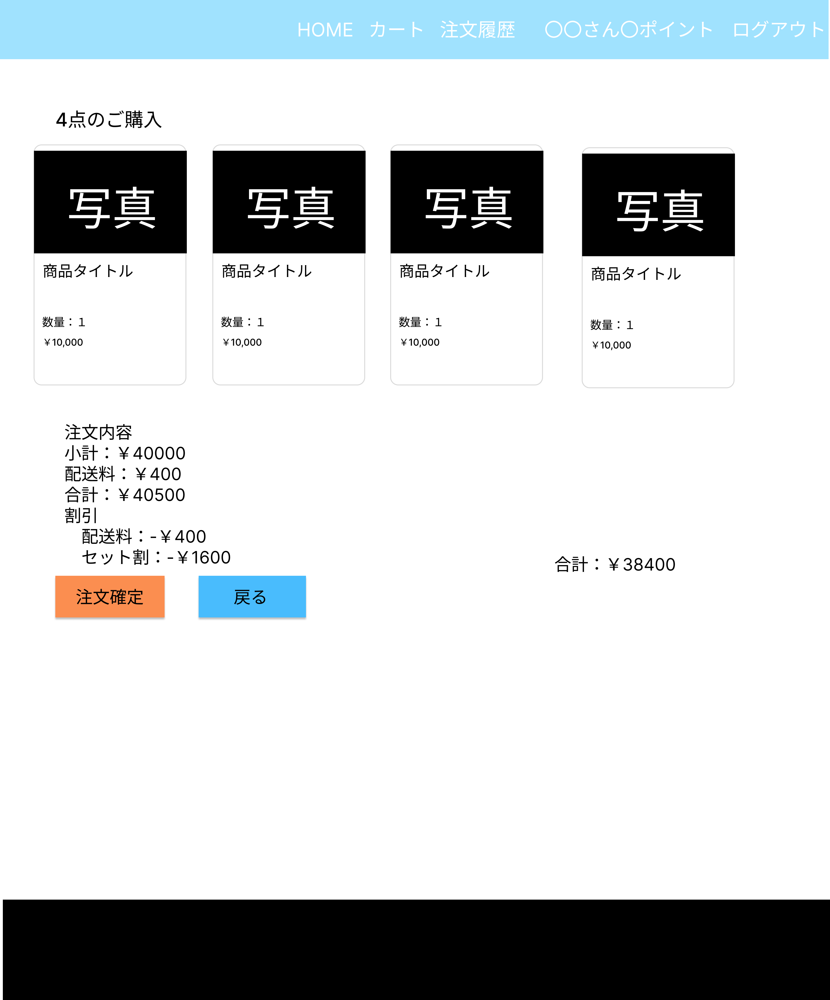 HOME カート 注文履歴 〇〇さん〇ポイント ログアウト
4点のご購入
写真
商品タイトル
数量：１
￥10,000
写真
商品タイトル
数量：１
￥10,000
写真
商品タイトル
数量：１
￥10,000
写真
商品タイトル
数量：１
￥10,000
注文内容
小計：￥40000
配送料：￥400
合計：￥40500
割引
配送料：-￥400
セット割：-￥1600
合計：￥38400
注文確定
戻る